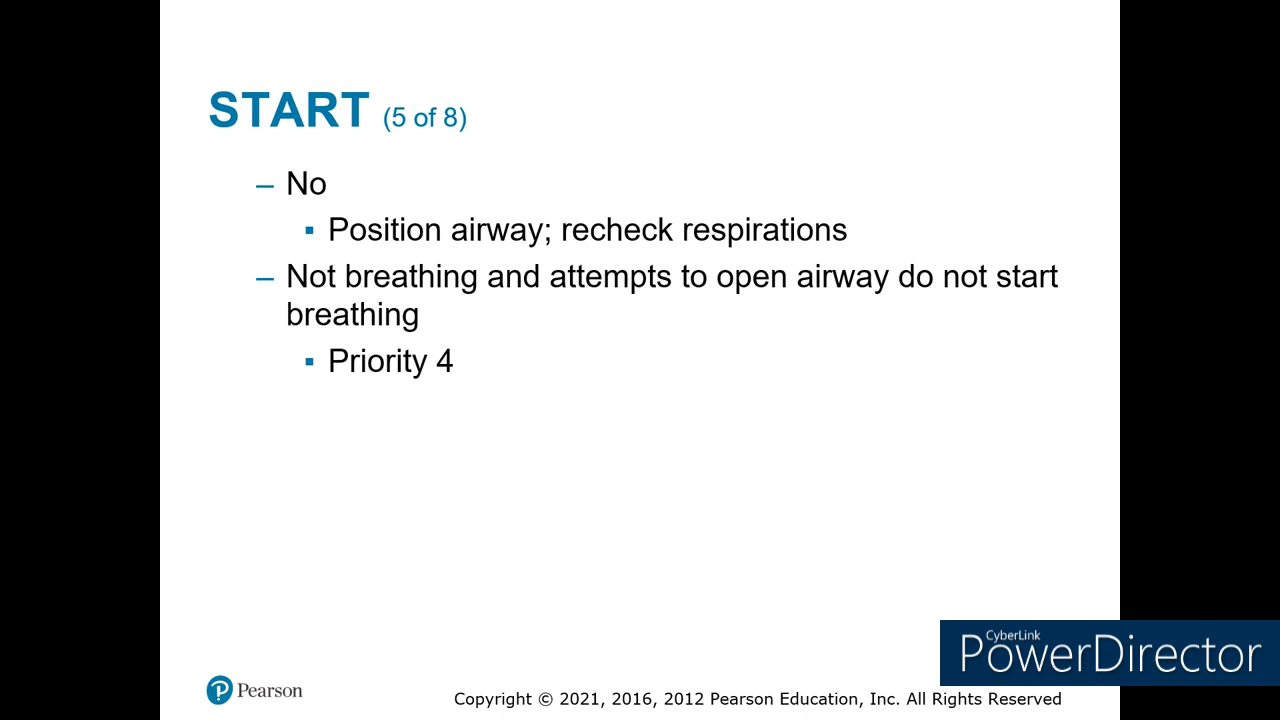 START (5 of 8)
– No
▪ Position airway; recheck respirations
– Not breathing and attempts to open airway do not start
breathing
▪ Priority 4
CyberLink
PowerDirector
Pearson
Copyright © 2021, 2016, 2012 Pearson Education, Inc. All Rights Reserved